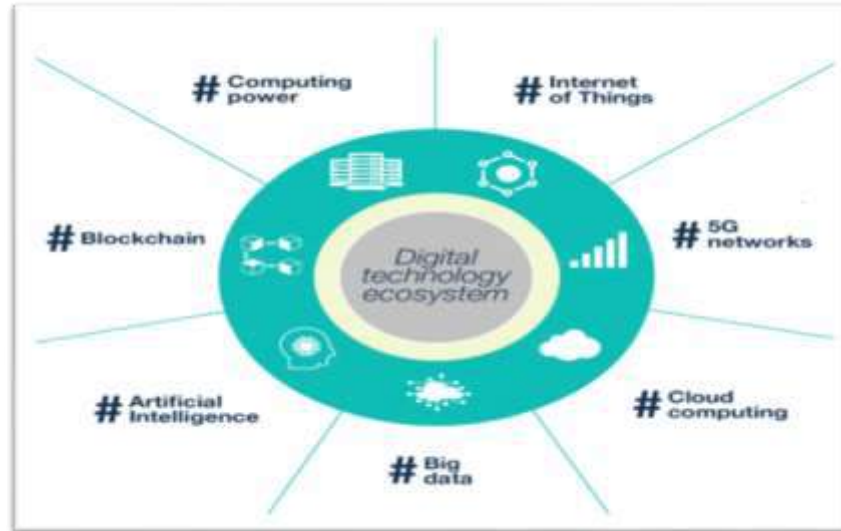 # Computing
power
# Internet
of Things
# Blockchain
Digital
technology
ecosystem
# 5G
networks
# Artificial
Intelligence
# Cloud
computing
# Big
data